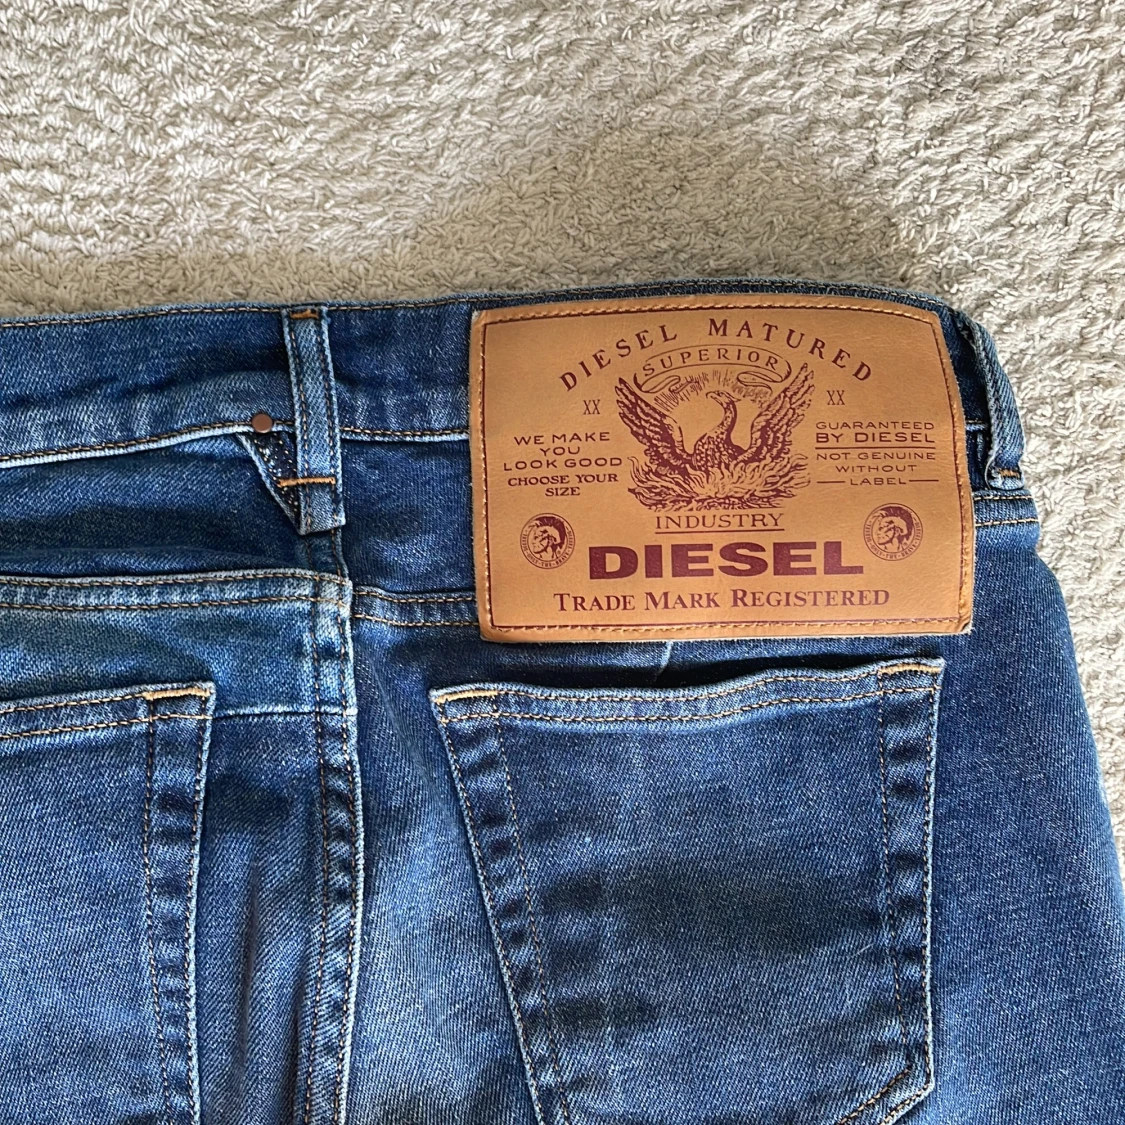 DIESEL MATURED
SUPERIOR
XX
XX
WE MAKE
YOU
LOOK GOOD
CHOOSE YOUR
SIZE
GUARANTEED
BY DIESEL
NOT GENUINE
WITHOUT
LABEL
INDUSTRY
DIESEL
TRADE MARK REGISTERED